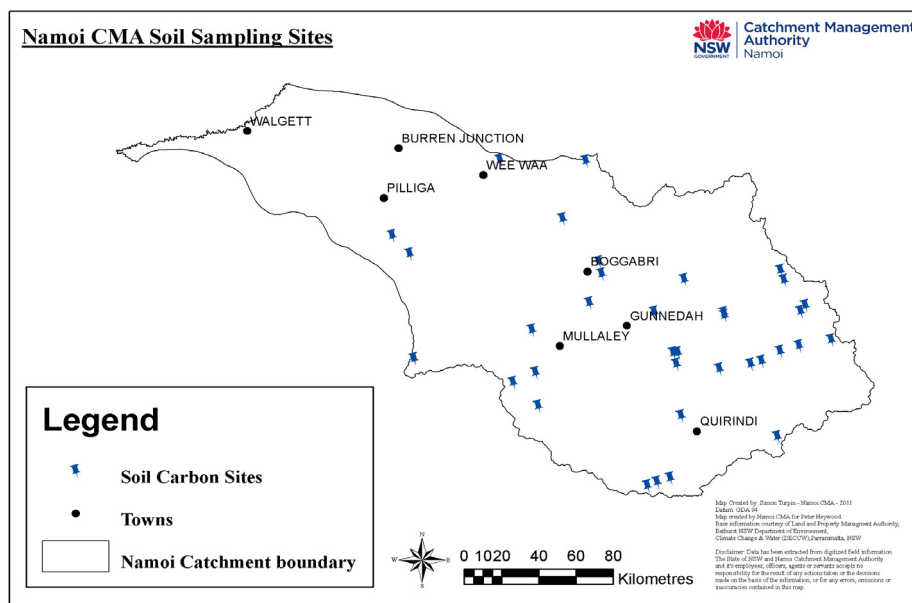 Namoi CMA Soil Sampling Sites
NSW
GOVERNMENT
Catchment Management
Authority
Namoi
WALGETT
BURREN JUNCTION
WEE WAA
PILLIGA
BOGGABRI
GUNNEDAH
MULLALEY
QUIRINDI
Legend
Soil Carbon Sites
Towns
Namoi Catchment boundary
N
W
E
S
0 10 20 40 60 80
Kilometres
Map Created by: Simon Turpin - Namoi CMA - 2011
Datum: GDA 94
Map created by Namoi CMA for Peter Heywood
Base information courtesy of Land and Property Managment Authority,
Bathurst NSW Department of Environment,
Climate Change & Water (DECCW),Parramatta, NSW
Disclaimer: Data has been extracted from digitized field information
The State of NSW and Namoi Catchment Management Authority
and it's employees, officers, agents or servants accepts no
responsibility for the result of any actions taken or the decisions
made on the basis of the information, or for any errors, omissions or
inaccuracies contained in this map